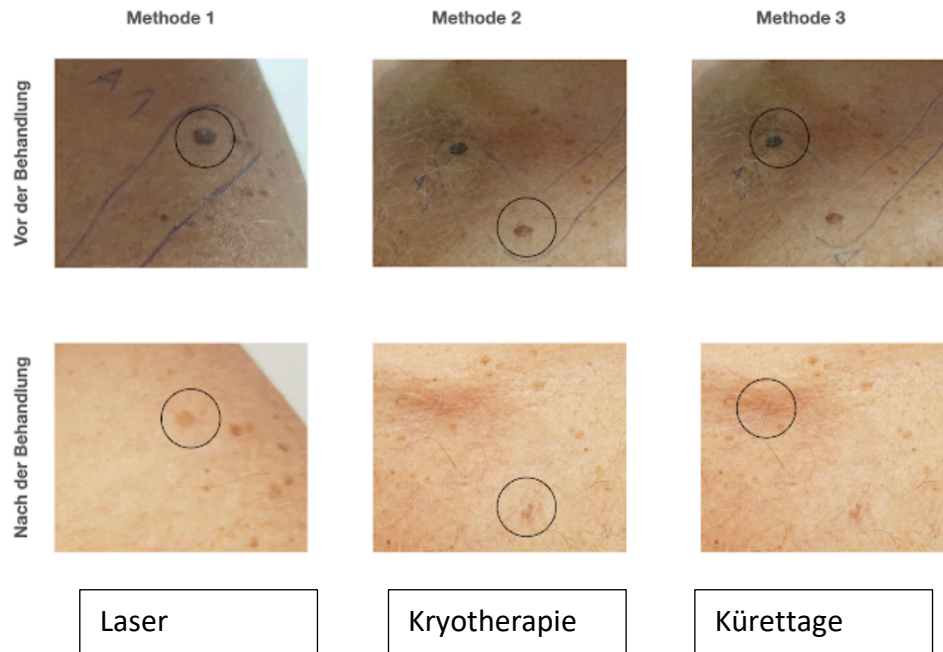 Methode 1
Methode 2
Methode 3
Vor der Behandlung
Nach der Behandlung
Laser
Kryotherapie
Kürettage